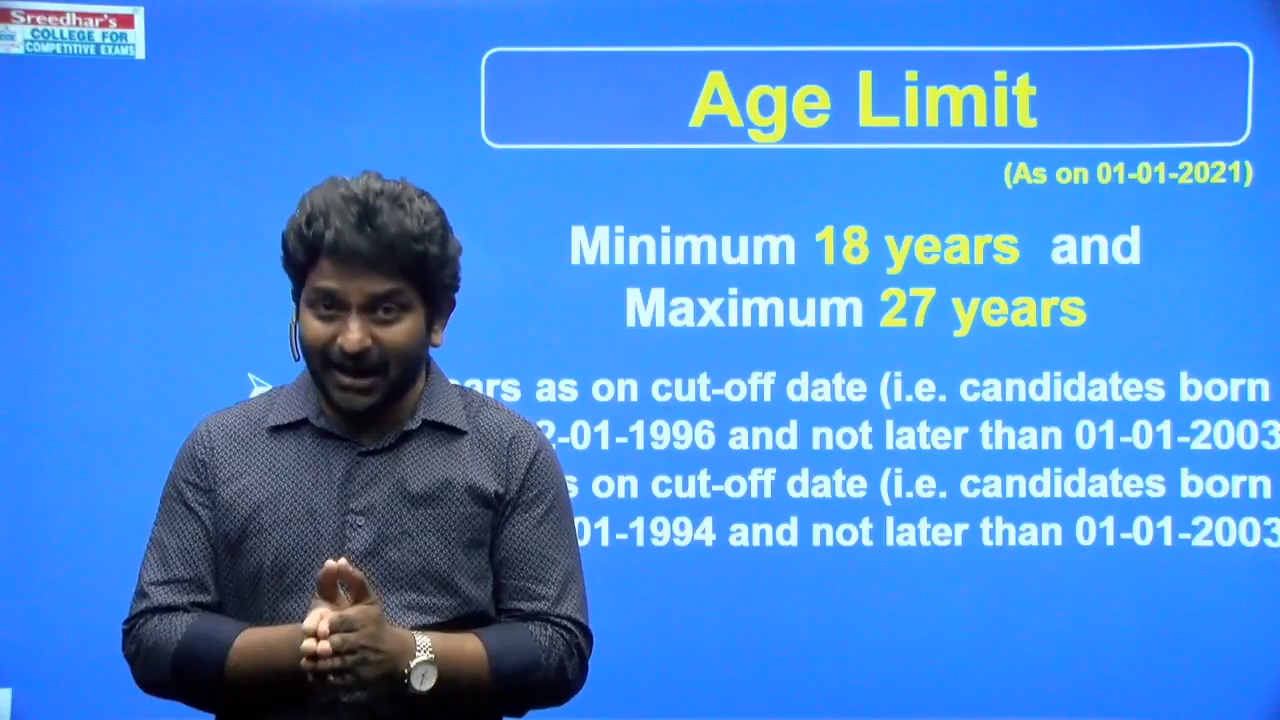 Sreedhar's
COLLEGE FOR
COMPETITIVE EXAMS
Age Limit
(As on 01-01-2021)
Minimum 18 years and
Maximum 27 years
as on cut-off date (i.e. candidates born
2-01-1996 and not later than 01-01-2003
on cut-off date (i.e. candidates born
01-1994 and not later than 01-01-2003